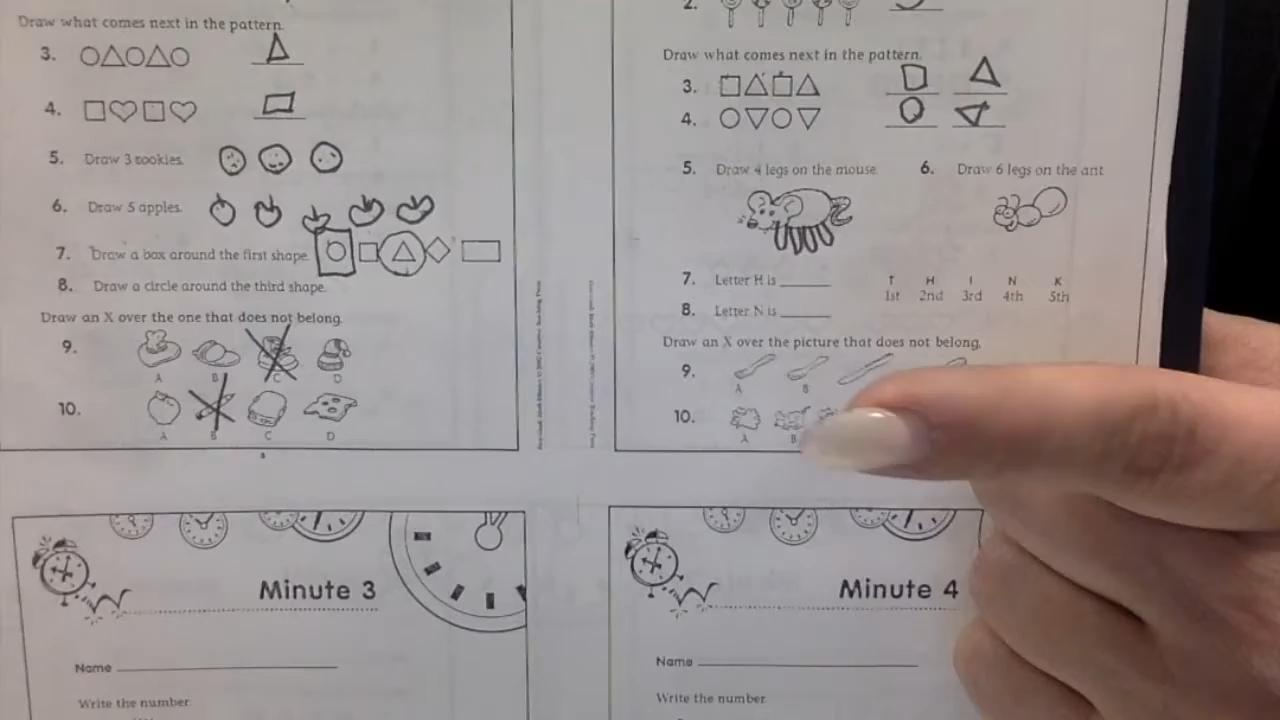 Draw what comes next in the pattern.
3.
4.
5. Draw 3 cookies.
6. Draw 5 apples.
7. Draw a box around the first shape.
8. Draw a circle around the third shape.
Draw an X over the one that does not belong.
9.
A B C D
10.
A B C D
8
2.
Draw what comes next in the pattern.
3.
4.
5. Draw 4 legs on the mouse.
6. Draw 6 legs on the ant
7. Letter H is
T H I N K
1st 2nd 3rd 4th 5th
8. Letter N is
Draw an X over the picture that does not belong.
9.
A B
10.
A B
Minute 3
Name
Write the number
Minute 4
Name
Write the number